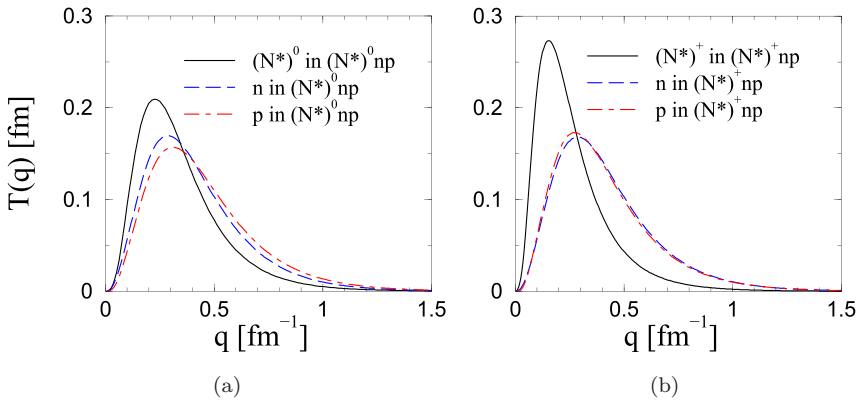 0.3
0.2
0.1
0
T(q) [fm]
(N*)⁰ in (N*)⁰np
n in (N*)⁰np
p in (N*)⁰np
0 0.5 1 1.5
q [fm⁻¹]
(a)
0.3
0.2
0.1
0
(N*)⁺ in (N*)⁺np
n in (N*)⁺np
p in (N*)⁺np
0 0.5 1 1.5
q [fm⁻¹]
(b)